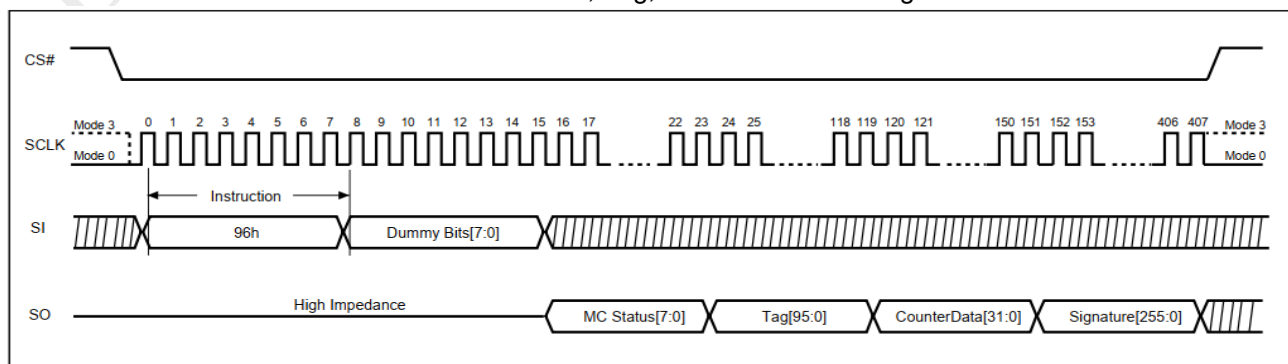 CS#
0 1 2 3 4 5 6 7 8 9 10 11 12 13 14 15 16 17 22 23 24 25 118 119 120 121 150 151 152 153 406 407
Mode 3 Mode 3
SCLK
Mode 0 Mode 0
Instruction
SI 96h Dummy Bits[7:0]
High Impedance
SO MC Status[7:0] Tag[95:0] CounterData[31:0] Signature[255:0]